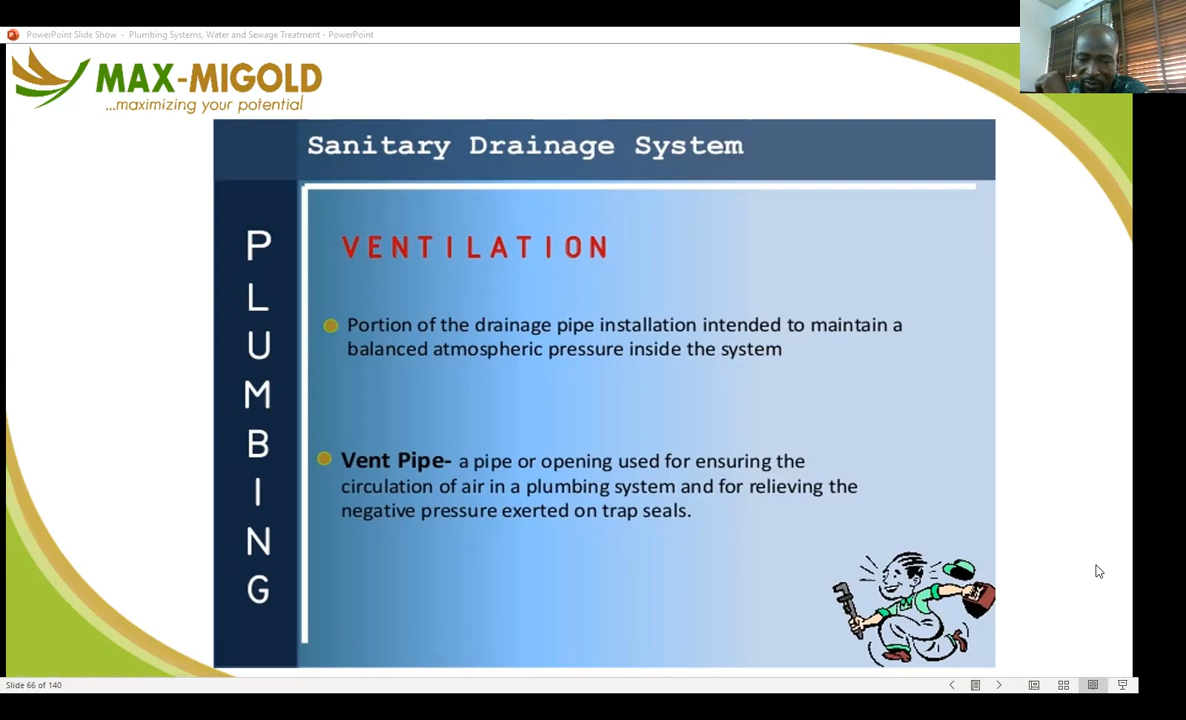 PowerPoint Slide Show - Plumbing Systems, Water and Sewage Treatment - PowerPoint
MAX-MIGOLD
...maximizing your potential
Sanitary Drainage System
PLUMBING
VENTILATION
Portion of the drainage pipe installation intended to maintain a
balanced atmospheric pressure inside the system
Vent Pipe- a pipe or opening used for ensuring the
circulation of air in a plumbing system and for relieving the
negative pressure exerted on trap seals.
Slide 66 of 140